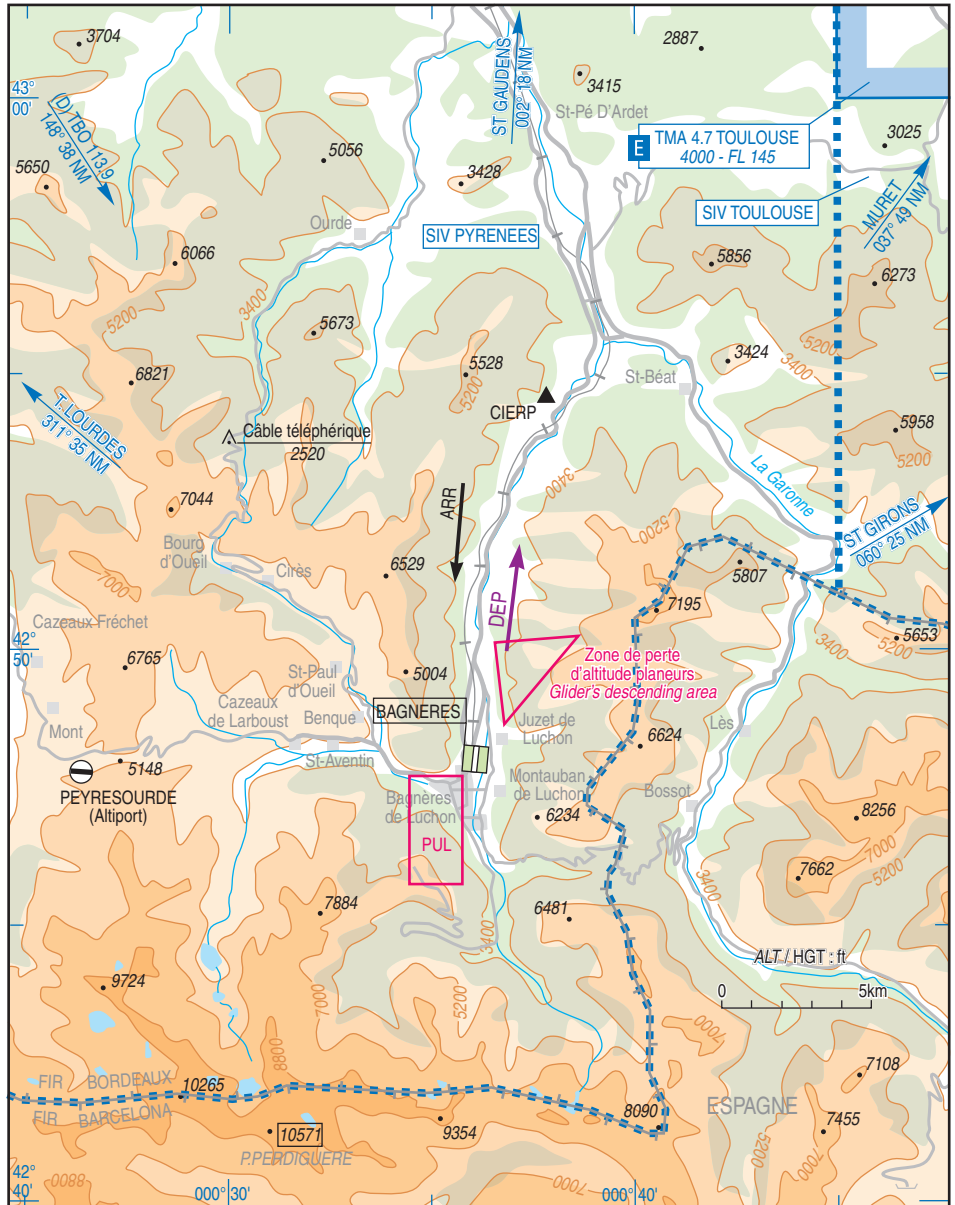 3704
2887
3415
ST GAUDENS
002° 18 NM
St-Pé D'Ardet
43°
00'
(D) TBO 113.9
148° 38 NM
E
TMA 4.7 TOULOUSE
4000 - FL 145
3025
5650
5056
3428
SIV TOULOUSE
MURET
037° 49 NM
Ourde
SIV PYRENEES
6066
5856
6273
5200
3400
5673
5528
5200
3424
3400
5200
6821
St-Béat
CIERP
T. LOURDES
311° 35 NM
Câble téléphérique
2520
5958
5200
3400
La Garonne
ARR
7044
5200
ST GIRONS
060° 25 NM
Bourg
d'Oueil
7000
Cirès
6529
5807
DEP
7195
Cazeaux-Fréchet
42°
50'
5653
3400
5200
6765
St-Paul
d'Oueil
5004
Zone de perte
d'altitude planeurs
Glider's descending area
Cazeaux
de Larboust
Benque
BAGNERES
Mont
Juzet de
Luchon
Lès
6624
St-Aventin
5148
PEYRESOURDE
(Altiport)
Bagnères
de Luchon
Montauban
de Luchon
Bossot
6234
8256
PUL
7000
5200
7662
3400
7884
6481
3400
ALT / HGT : ft
9724
7000
5200
0
5km
7000
8800
7108
FIR BORDEAUX
10265
FIR BARCELONA
8090
ESPAGNE
10571
9354
7455
P.PERDIGUERE
5200
7000
42°
40'
8800
000° 30'
7000
000° 40'